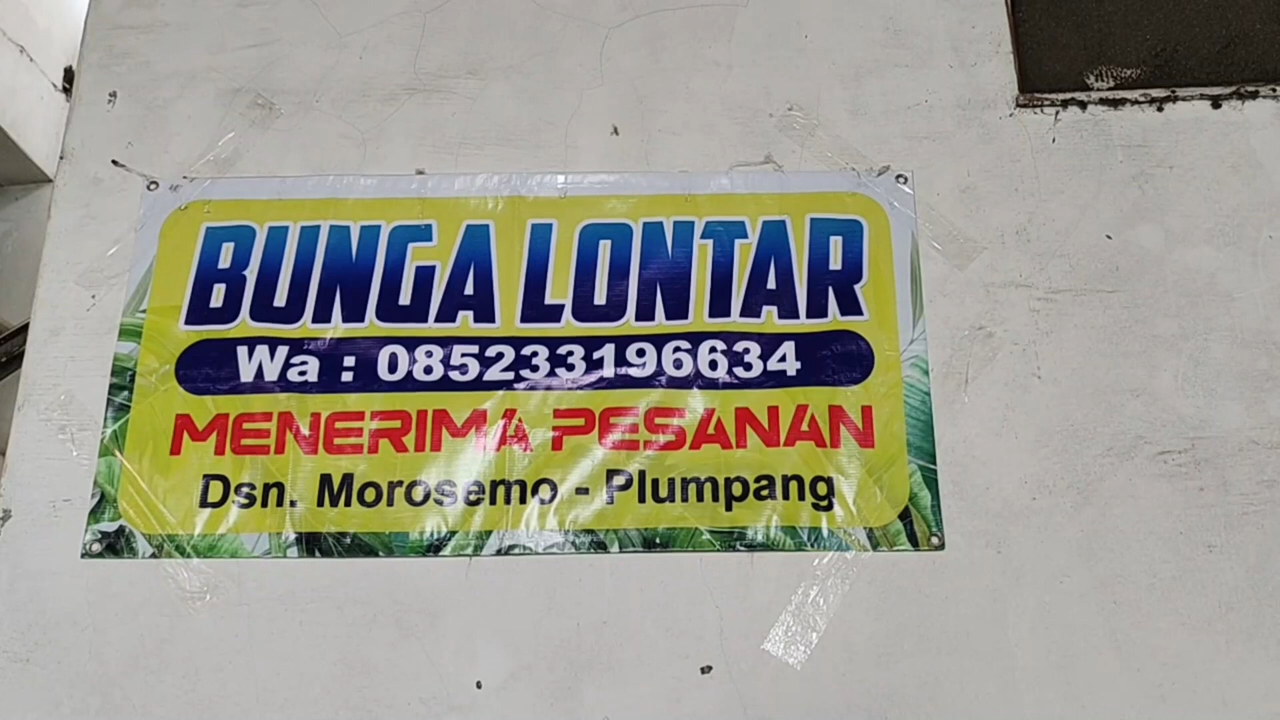 BUNGA LONTAR
Wa : 085233196634
MENERIMA PESANAN
Dsn. Morosemo - Plumpang